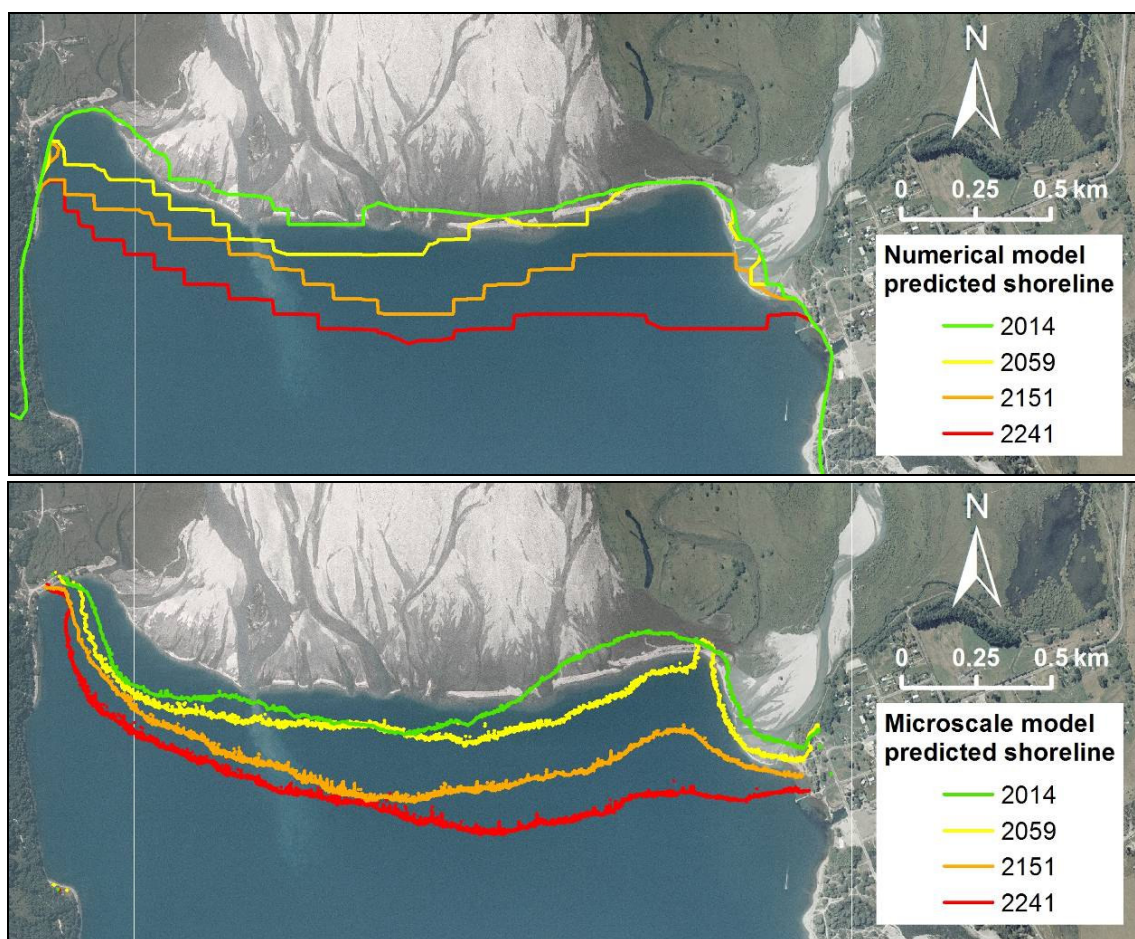 N
0 0.25 0.5 km
Numerical model
predicted shoreline
2014
2059
2151
2241
N
0 0.25 0.5 km
Microscale model
predicted shoreline
2014
2059
2151
2241